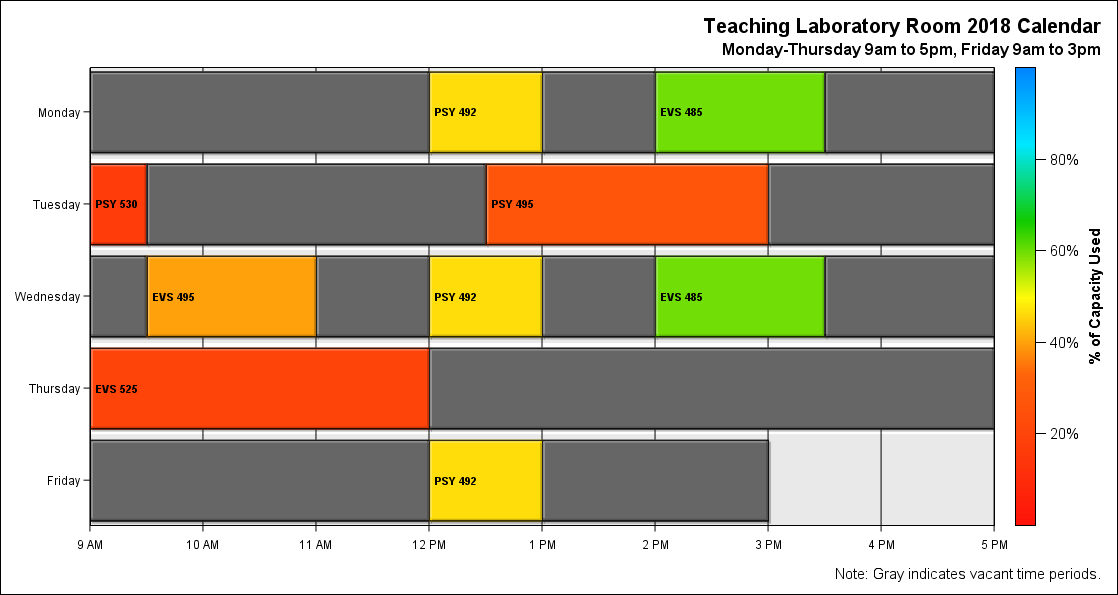 Teaching Laboratory Room 2018 Calendar
Monday-Thursday 9am to 5pm, Friday 9am to 3pm
Monday
PSY 492
EVS 485
Tuesday
PSY 530
PSY 495
Wednesday
EVS 495
PSY 492
EVS 485
Thursday
EVS 525
Friday
PSY 492
9 AM
10 AM
11 AM
12 PM
1 PM
2 PM
3 PM
4 PM
5 PM
80%
60%
40%
20%
% of Capacity Used
Note: Gray indicates vacant time periods.